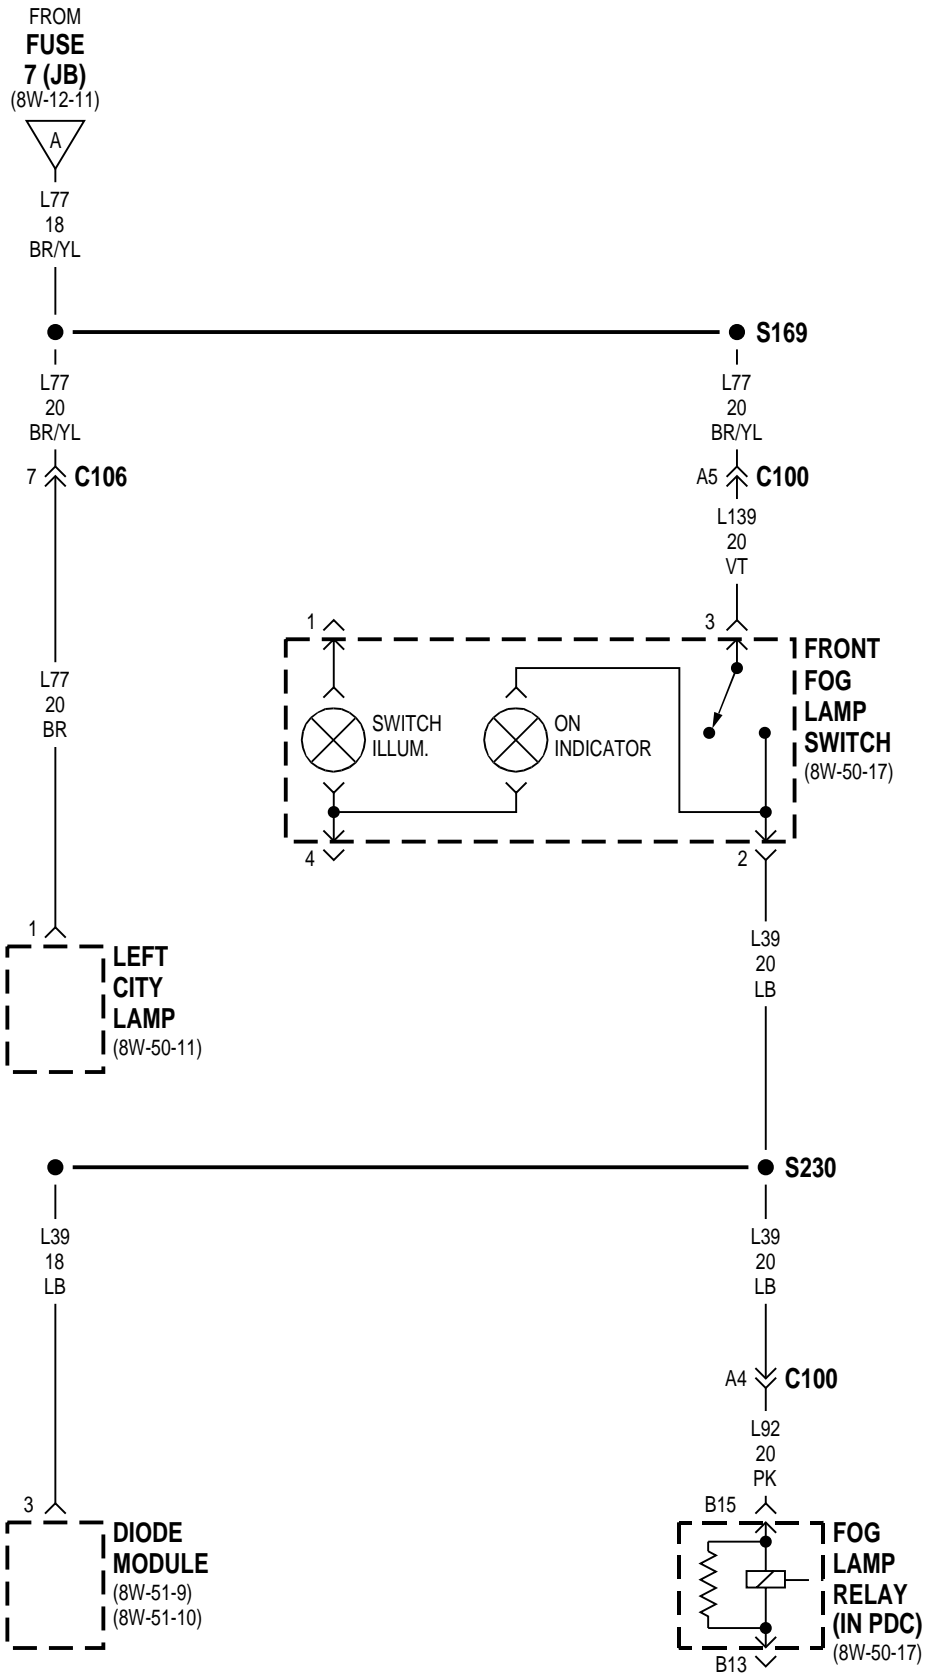 FROM
FUSE
7 (JB)
(8W-12-11)
A
L77
18
BR/YL
S169
L77
20
BR/YL
7
C106
L77
20
BR/YL
A5
C100
L139
20
VT
1
3
FRONT
FOG
LAMP
SWITCH
(8W-50-17)
SWITCH
ILLUM.
ON
INDICATOR
4
2
L77
20
BR
1
LEFT
CITY
LAMP
(8W-50-11)
L39
20
LB
S230
L39
18
LB
L39
20
LB
A4
C100
L92
20
PK
3
DIODE
MODULE
(8W-51-9)
(8W-51-10)
B15
FOG
LAMP
RELAY
(IN PDC)
(8W-50-17)
B13